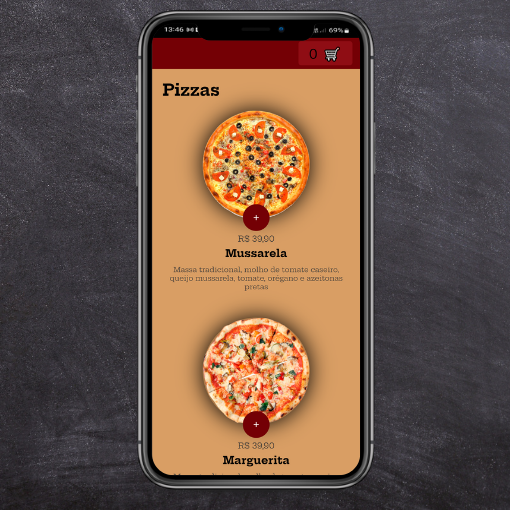 13:46
69%
0
Pizzas
+
R$ 39,90
Mussarela
Massa tradicional, molho de tomate caseiro,
queijo mussarela, tomate, orégano e azeitonas
pretas
+
R$ 39,90
Marguerita